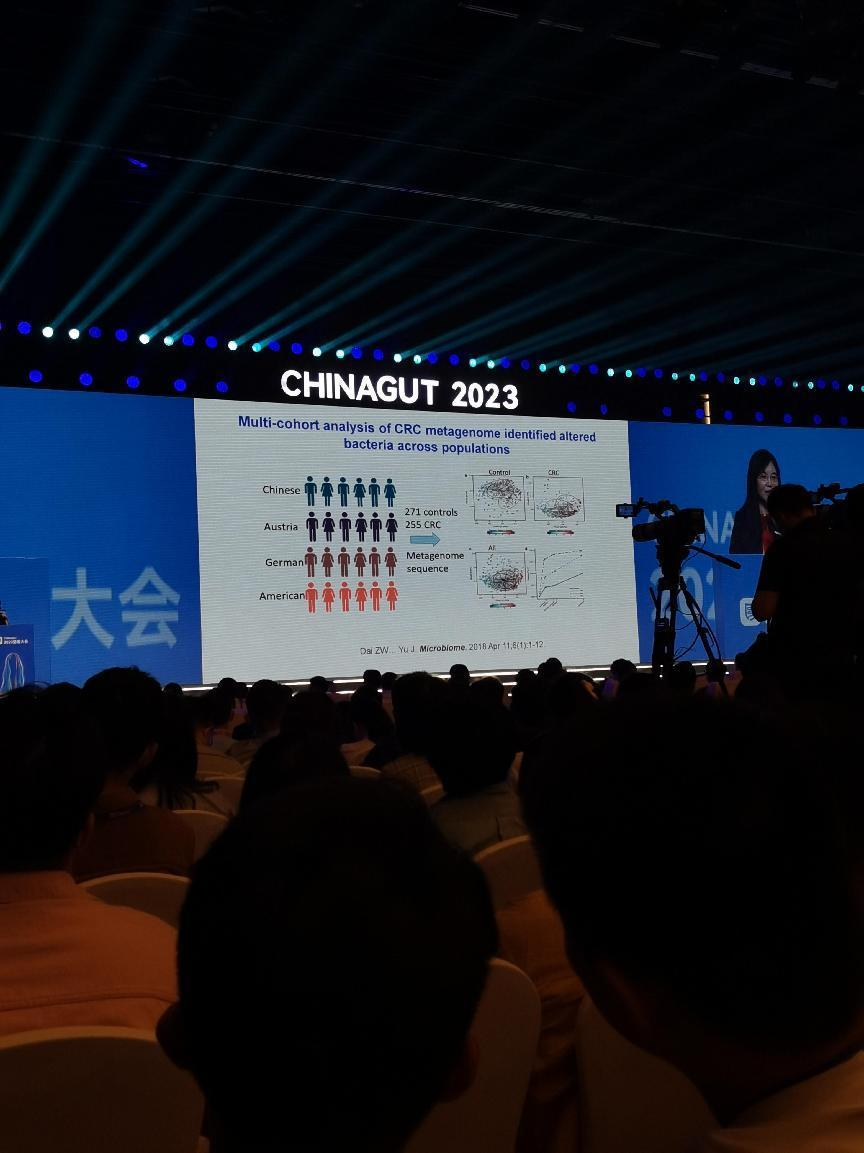 CHINAGUT 2023
Multi-cohort analysis of CRC metagenome identified altered
bacteria across populations
Chinese
Austria
German
American
271 controls
255 CRC
Metagenome
sequence
Control
CRC
All
Dai ZW... Yu J. Microbiome. 2018 Apr 11;6(1):1-12
大会